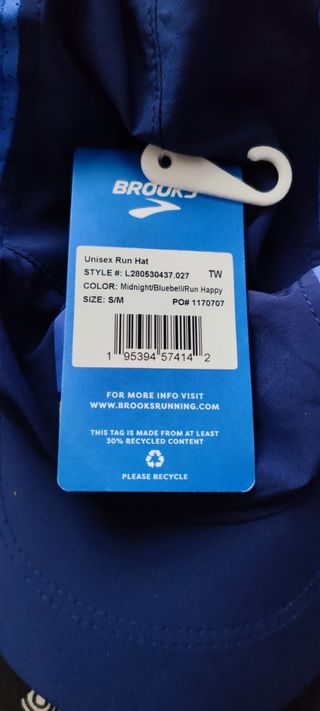 BROOKS
Unisex Run Hat
STYLE #: L280530437.027 TW
COLOR: Midnight/Bluebell/Run Happy
SIZE: S/M PO# 1170707
1 95394 57414 2
FOR MORE INFO VISIT
WWW.BROOKSRUNNING.COM
THIS TAG IS MADE FROM AT LEAST
30% RECYCLED CONTENT
PLEASE RECYCLE